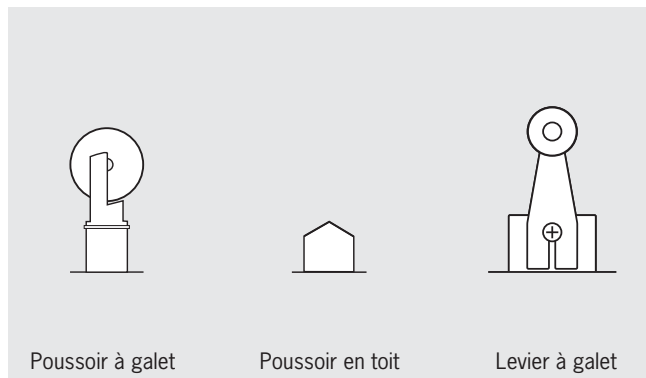 Poussoir à galet
Poussoir en toit
Levier à galet